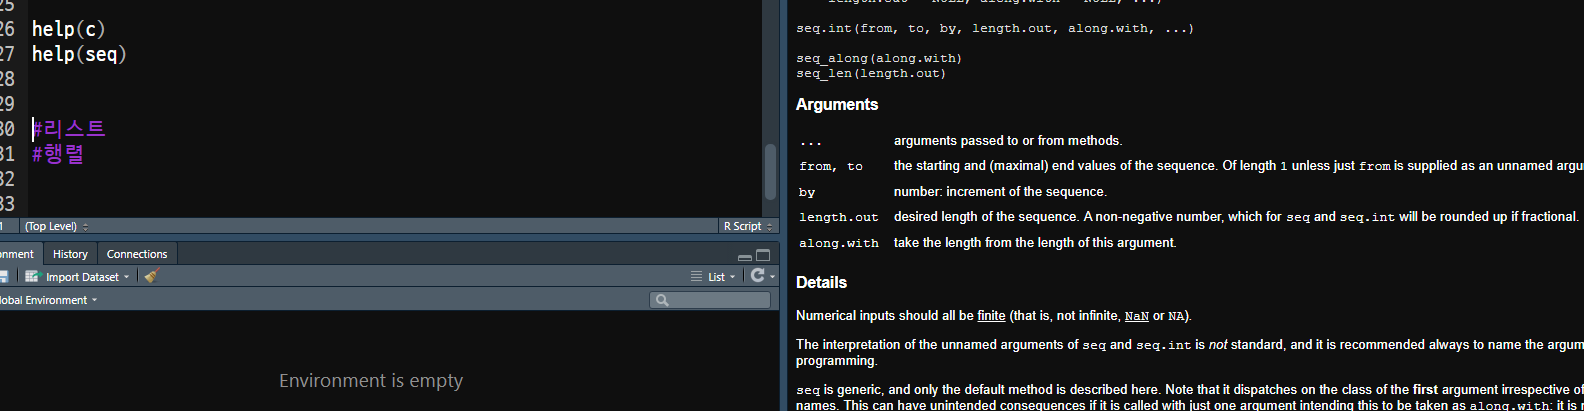 25
26 help(c)
27 help(seq)
28
29
30 #리스트
31 #행렬
32
33
(Top Level)
R Script
onment History Connections
Import Dataset
List
lobal Environment
Environment is empty
length.out = NULL, along.with = NULL, ...)
seq.int(from, to, by, length.out, along.with, ...)
seq_along(along.with)
seq_len(length.out)
Arguments
... arguments passed to or from methods.
from, to the starting and (maximal) end values of the sequence. Of length 1 unless just from is supplied as an unnamed argu
by number: increment of the sequence.
length.out desired length of the sequence. A non-negative number, which for seq and seq.int will be rounded up if fractional.
along.with take the length from the length of this argument.
Details
Numerical inputs should all be finite (that is, not infinite, NaN or NA).
The interpretation of the unnamed arguments of seq and seq.int is not standard, and it is recommended always to name the argum
programming.
seq is generic, and only the default method is described here. Note that it dispatches on the class of the first argument irrespective of
names. This can have unintended consequences if it is called with just one argument intending this to be taken as along.with: it is